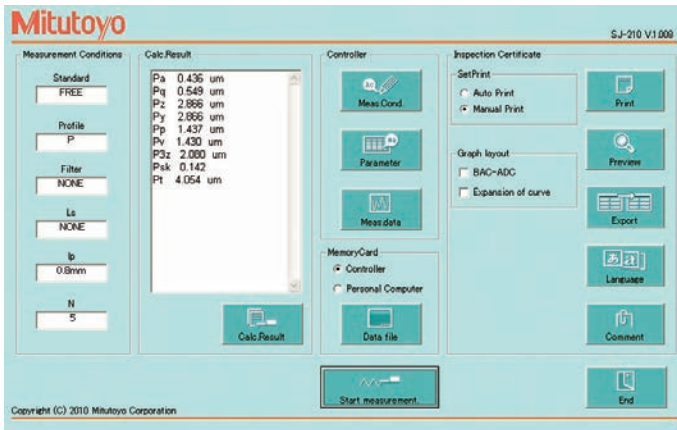 Mitutoyo
SJ-210 V.1.008
Measurement Conditions
Standard
FREE
Profile
P
Filter
NONE
Ls
NONE
lp
0.8mm
N
5
Calc.Result
Pa 0.436 um
Pq 0.549 um
Pz 2.866 um
Py 2.866 um
Pp 1.437 um
Pv 1.430 um
P3z 2.080 um
Psk 0.142
Pt 4.054 um
Calc.Result
Controller
Meas.Cond.
Parameter
Meas.data
MemoryCard
Controller
Personal Computer
Data file
Start measurement.
Inspection Certificate
SetPrint
Auto Print
Manual Print
Graph layout
BAC-ADC
Expansion of curve
Print
Preview
Export
あ a
Language
Comment
End
Copyright (C) 2010 Mitutoyo Corporation